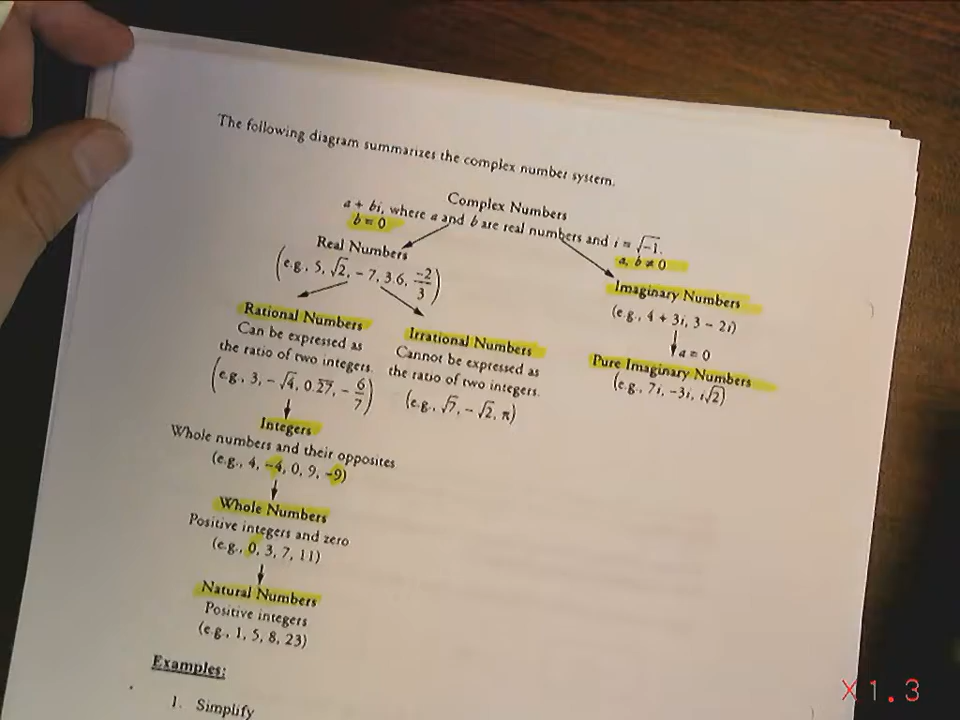 The following diagram summarizes the complex number system.
Complex Numbers
a + bi, where a and b are real numbers and i = √-1.
b = 0
a, b ≠ 0
Real Numbers
(e.g., 5, √2, - 7, 3.6, -2/3)
Imaginary Numbers
(e.g., 4 + 3i, 3 - 2i)
a = 0
Pure Imaginary Numbers
(e.g., 7i, -3i, i√2)
Rational Numbers
Can be expressed as
the ratio of two integers.
(e.g., 3, - √4, 0.27, - 6/7)
Irrational Numbers
Cannot be expressed as
the ratio of two integers.
(e.g., √7, - √2, π)
Integers
Whole numbers and their opposites
(e.g., 4, -4, 0, 9, -9)
Whole Numbers
Positive integers and zero
(e.g., 0, 3, 7, 11)
Natural Numbers
Positive integers
(e.g., 1, 5, 8, 23)
Examples:
1. Simplify
X1.3